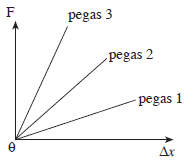 F
pegas 3
pegas 2
pegas 1
θ
Δx